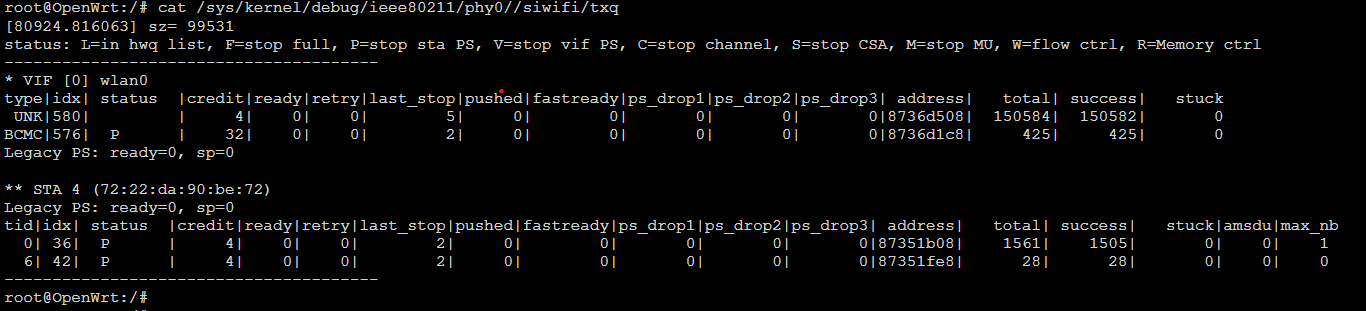 root@OpenWrt:/# cat /sys/kernel/debug/ieee80211/phy0//siwifi/txq
[80924.816063] sz= 99531
status: L=in hwq list, F=stop full, P=stop sta PS, V=stop vif PS, C=stop channel, S=stop CSA, M=stop MU, W=flow ctrl, R=Memory ctrl
----------------------------------------
* VIF [0] wlan0
type|idx| status  |credit|ready|retry|last_stop|pushed|fastready|ps_drop1|ps_drop2|ps_drop3| address|   total| success|   stuck
 UNK|580|         |     4|    0|    0|        5|     0|        0|       0|       0|       0|8736d508|  150584|  150582|       0
BCMC|576|  P      |    32|    0|    0|        2|     0|        0|       0|       0|       0|8736d1c8|     425|     425|       0
Legacy PS: ready=0, sp=0

** STA 4 (72:22:da:90:be:72)
Legacy PS: ready=0, sp=0
tid|idx| status  |credit|ready|retry|last_stop|pushed|fastready|ps_drop1|ps_drop2|ps_drop3| address|   total| success|   stuck|amsdu|max_nb
  0| 36|  P      |     4|    0|    0|        2|     0|        0|       0|       0|       0|87351b08|    1561|    1505|       0|    0|     1
  6| 42|  P      |     4|    0|    0|        2|     0|        0|       0|       0|       0|87351fe8|      28|      28|       0|    0|     0
----------------------------------------
root@OpenWrt:/#